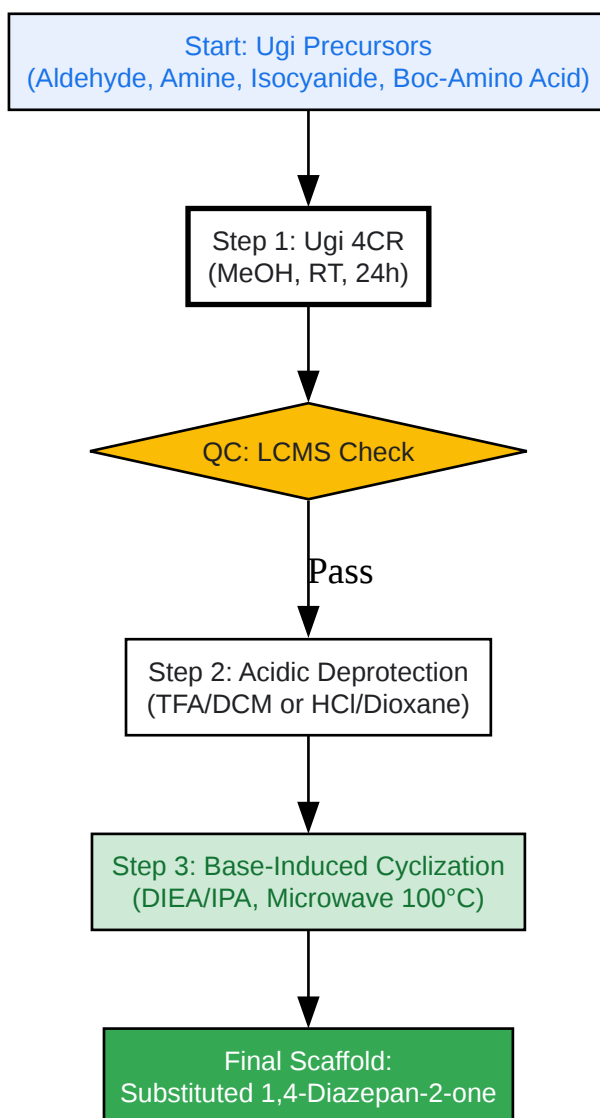 Start: Ugi Precursors
(Aldehyde, Amine, Isocyanide, Boc-Amino Acid)
Step 1: Ugi 4CR
(MeOH, RT, 24h)
QC: LCMS Check
Pass
Step 2: Acidic Deprotection
(TFA/DCM or HCl/Dioxane)
Step 3: Base-Induced Cyclization
(DIEA/IPA, Microwave 100°C)
Final Scaffold:
Substituted 1,4-Diazepan-2-one